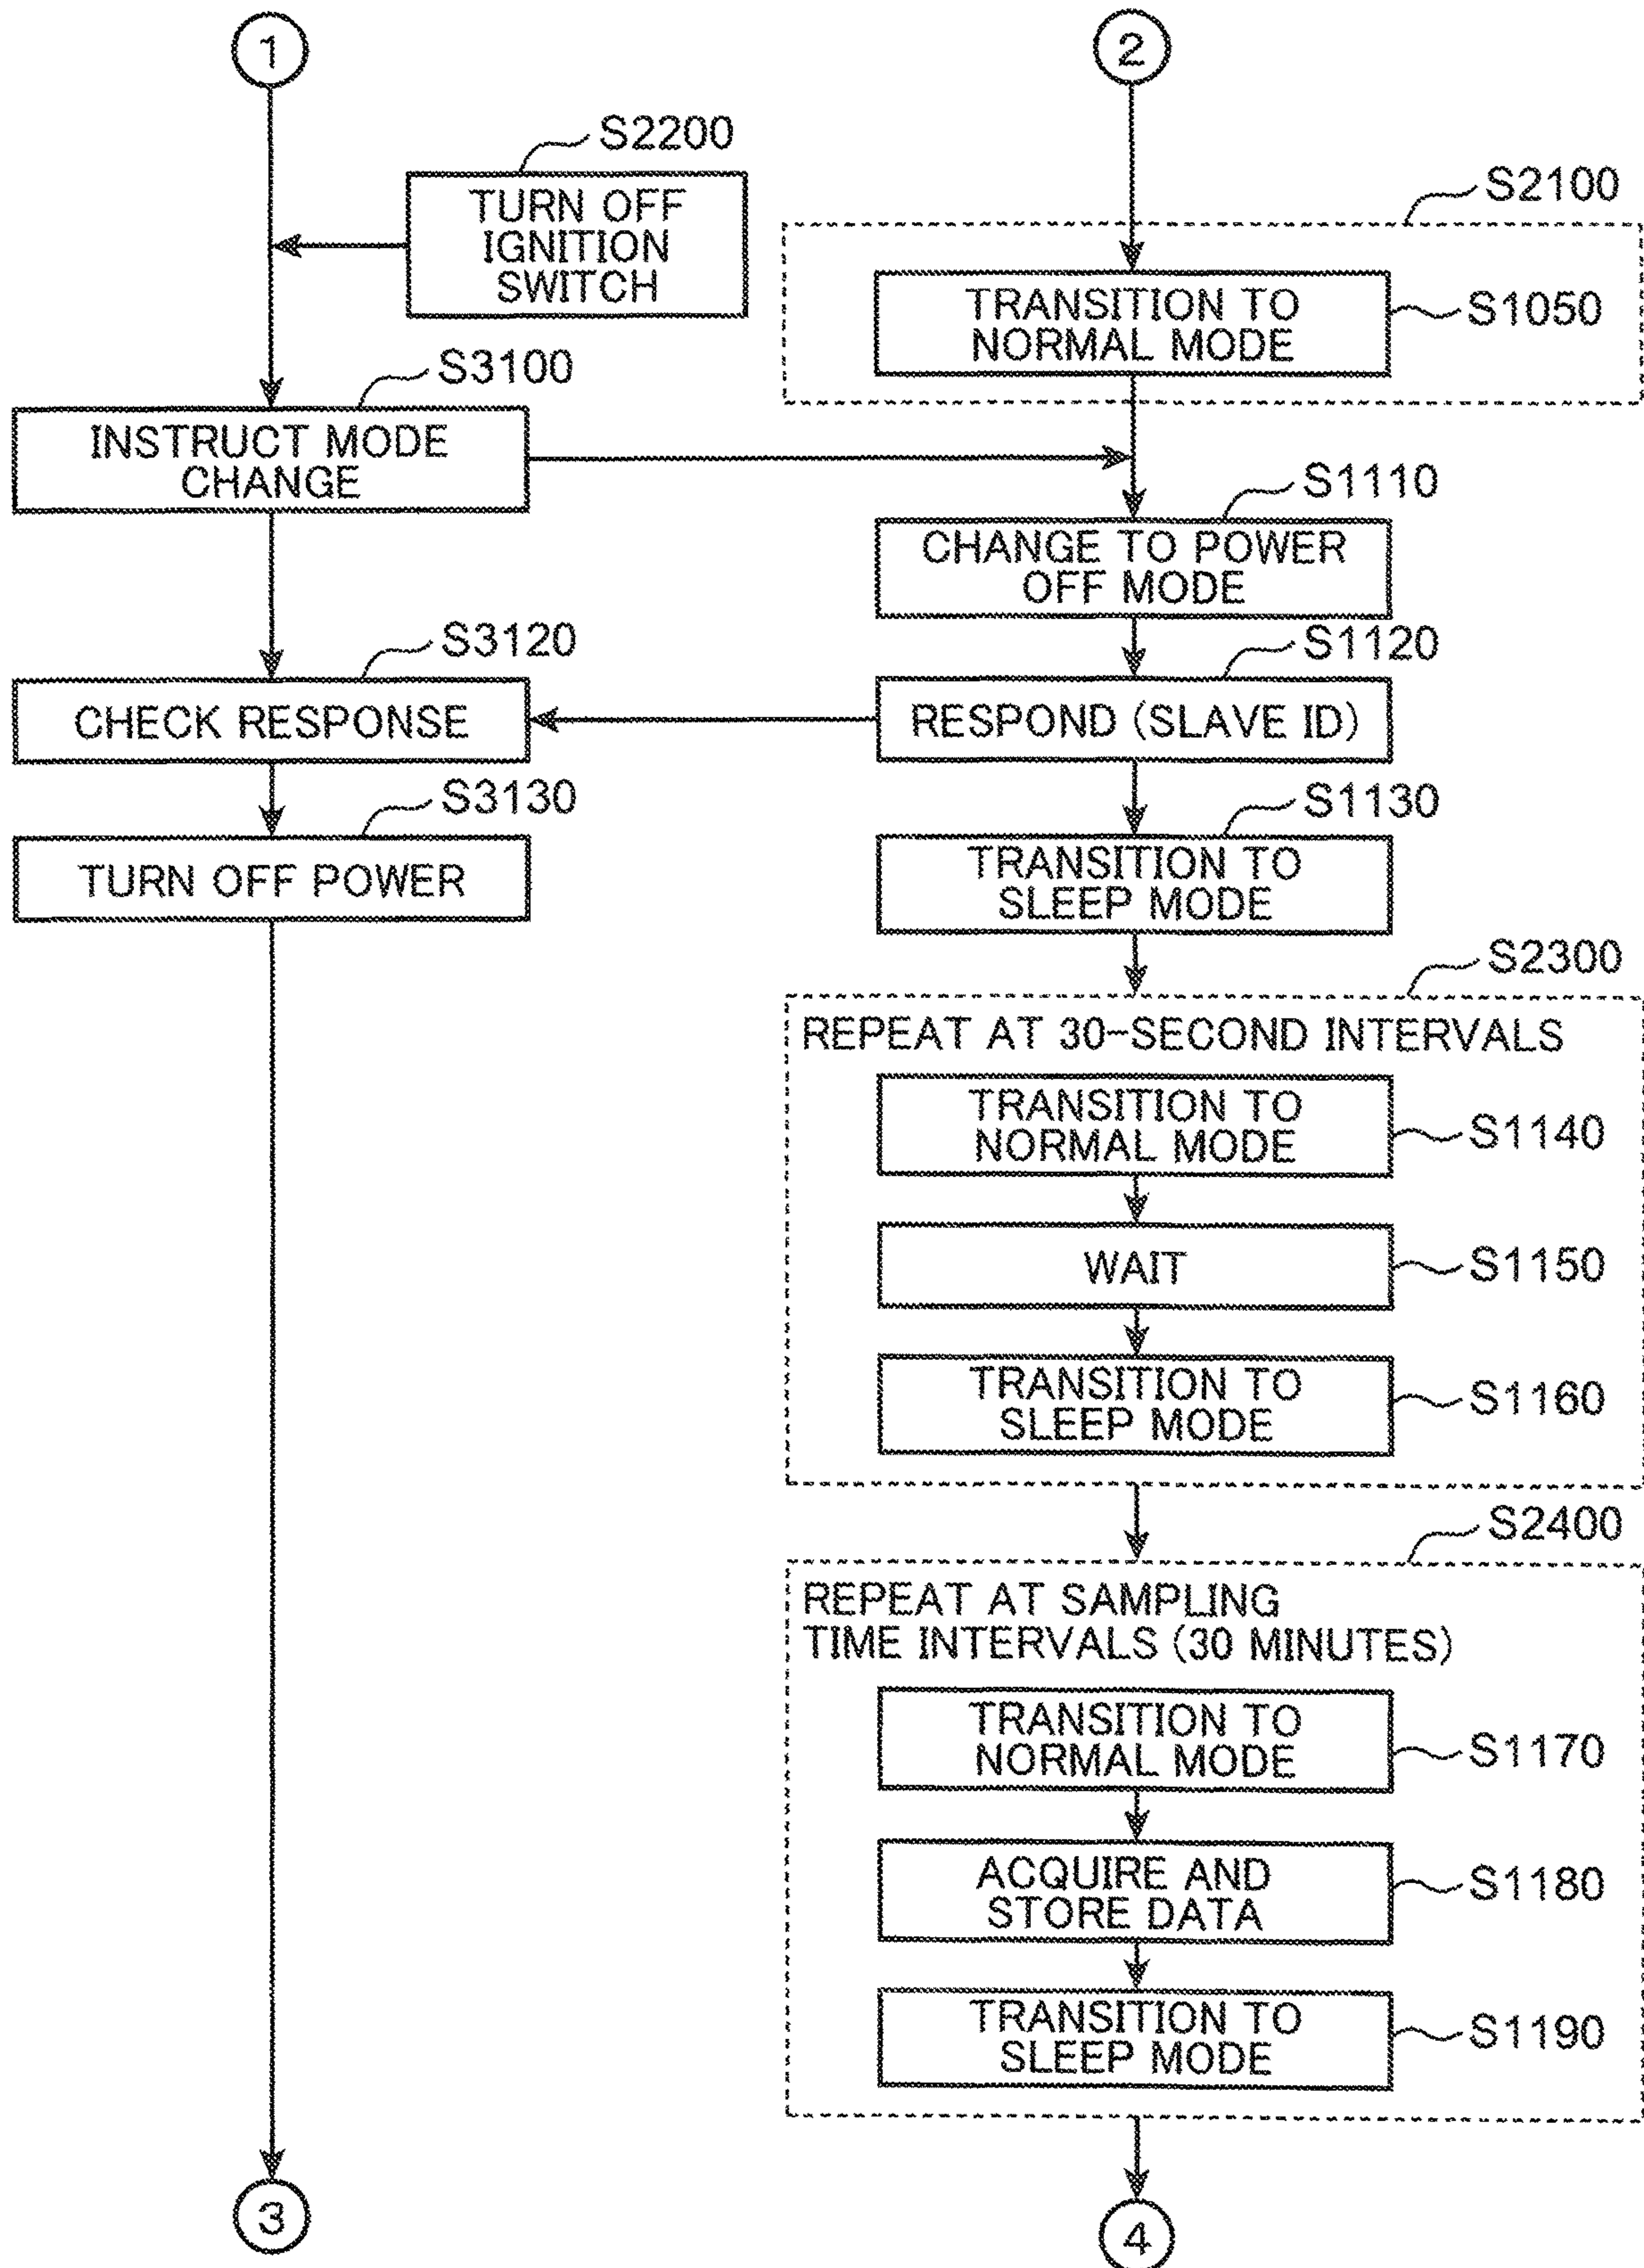 1
2
S2200
TURN OFF
IGNITION
SWITCH
S2100
TRANSITION TO
NORMAL MODE
S1050
S3100
INSTRUCT MODE
CHANGE
S1110
CHANGE TO POWER
OFF MODE
S3120
CHECK RESPONSE
S1120
RESPOND (SLAVE ID)
S3130
TURN OFF POWER
S1130
TRANSITION TO
SLEEP MODE
S2300
REPEAT AT 30-SECOND INTERVALS
TRANSITION TO
NORMAL MODE
S1140
WAIT
S1150
TRANSITION TO
SLEEP MODE
S1160
S2400
REPEAT AT SAMPLING
TIME INTERVALS (30 MINUTES)
TRANSITION TO
NORMAL MODE
S1170
ACQUIRE AND
STORE DATA
S1180
TRANSITION TO
SLEEP MODE
S1190
3
4